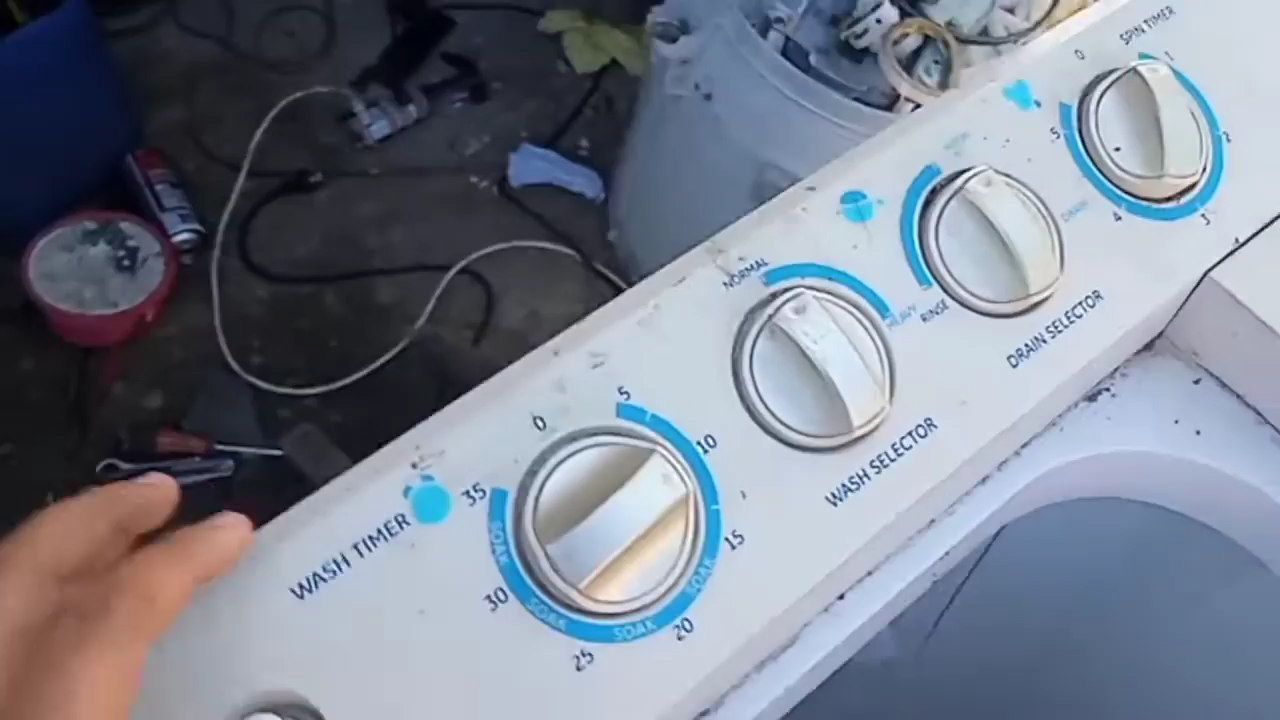 WASH TIMER
0
5
10
15
20
25
30
35
SOAK
SOAK
SOAK
SOAK
NORMAL
HEAVY
WASH SELECTOR
RINSE
DRAIN
DRAIN SELECTOR
SPIN TIMER
0
1
2
3
4
5